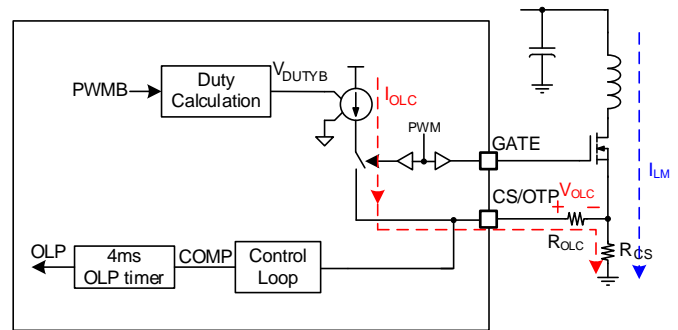 PWMB
Duty
Calculation
VDUTYB
IOLC
PWM
GATE
CS/OTP
+ VOLC −
ROLC
RCS
ILM
OLP
4ms
OLP timer
COMP
Control
Loop